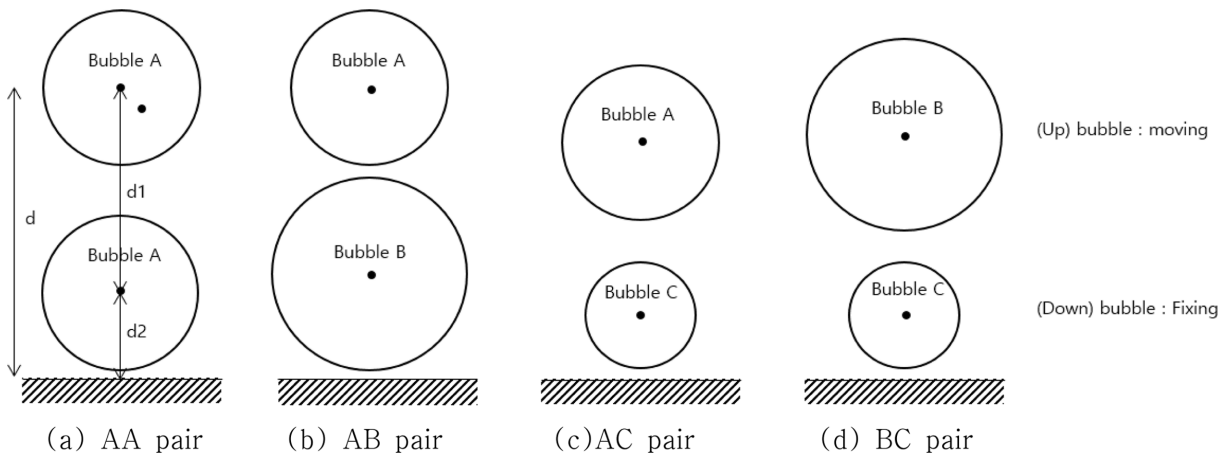 Bubble A
d
d1
Bubble A
d2
(a) AA pair
Bubble A
Bubble B
(b) AB pair
Bubble A
Bubble C
(c)AC pair
Bubble B
Bubble C
(d) BC pair
(Up) bubble : moving
(Down) bubble : Fixing